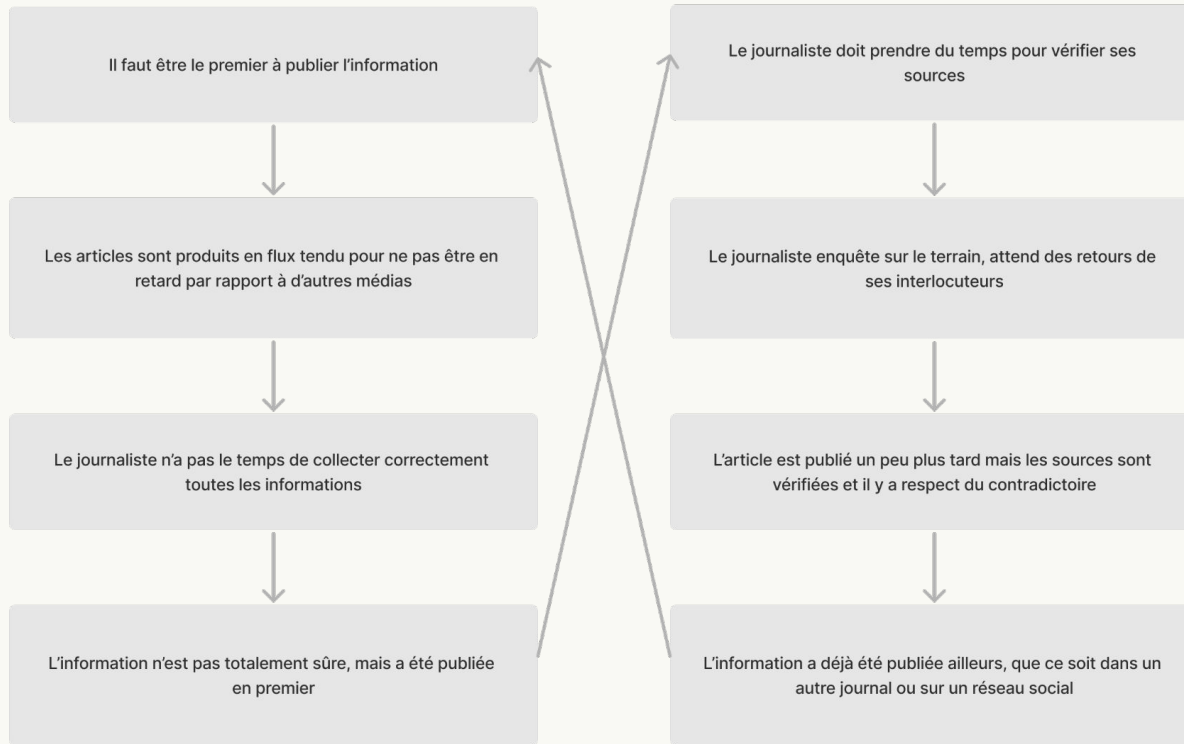 Il faut être le premier à publier l’information
Les articles sont produits en flux tendu pour ne pas être en
retard par rapport à d’autres médias
Le journaliste n’a pas le temps de collecter correctement
toutes les informations
L’information n’est pas totalement sûre, mais a été publiée
en premier
Le journaliste doit prendre du temps pour vérifier ses
sources
Le journaliste enquête sur le terrain, attend des retours de
ses interlocuteurs
L’article est publié un peu plus tard mais les sources sont
vérifiées et il y a respect du contradictoire
L’information a déjà été publiée ailleurs, que ce soit dans un
autre journal ou sur un réseau social